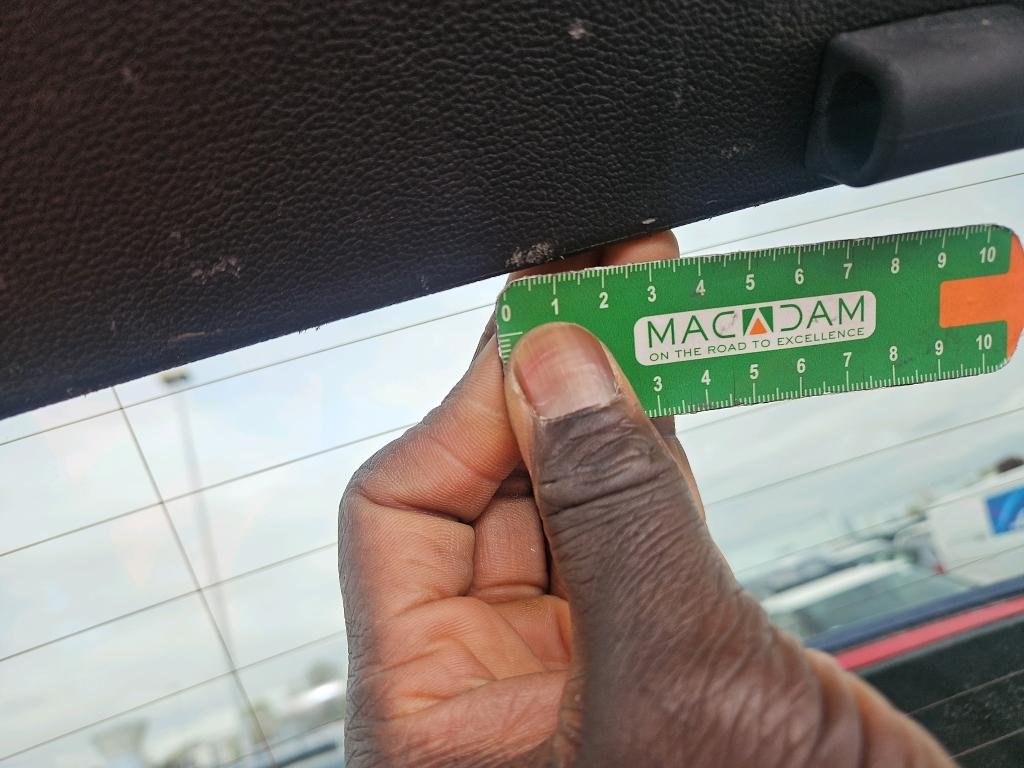 0 1 2 3 4 5 6 7 8 9 10
MACADAM
ON THE ROAD TO EXCELLENCE
3 4 5 6 7 8 9 10